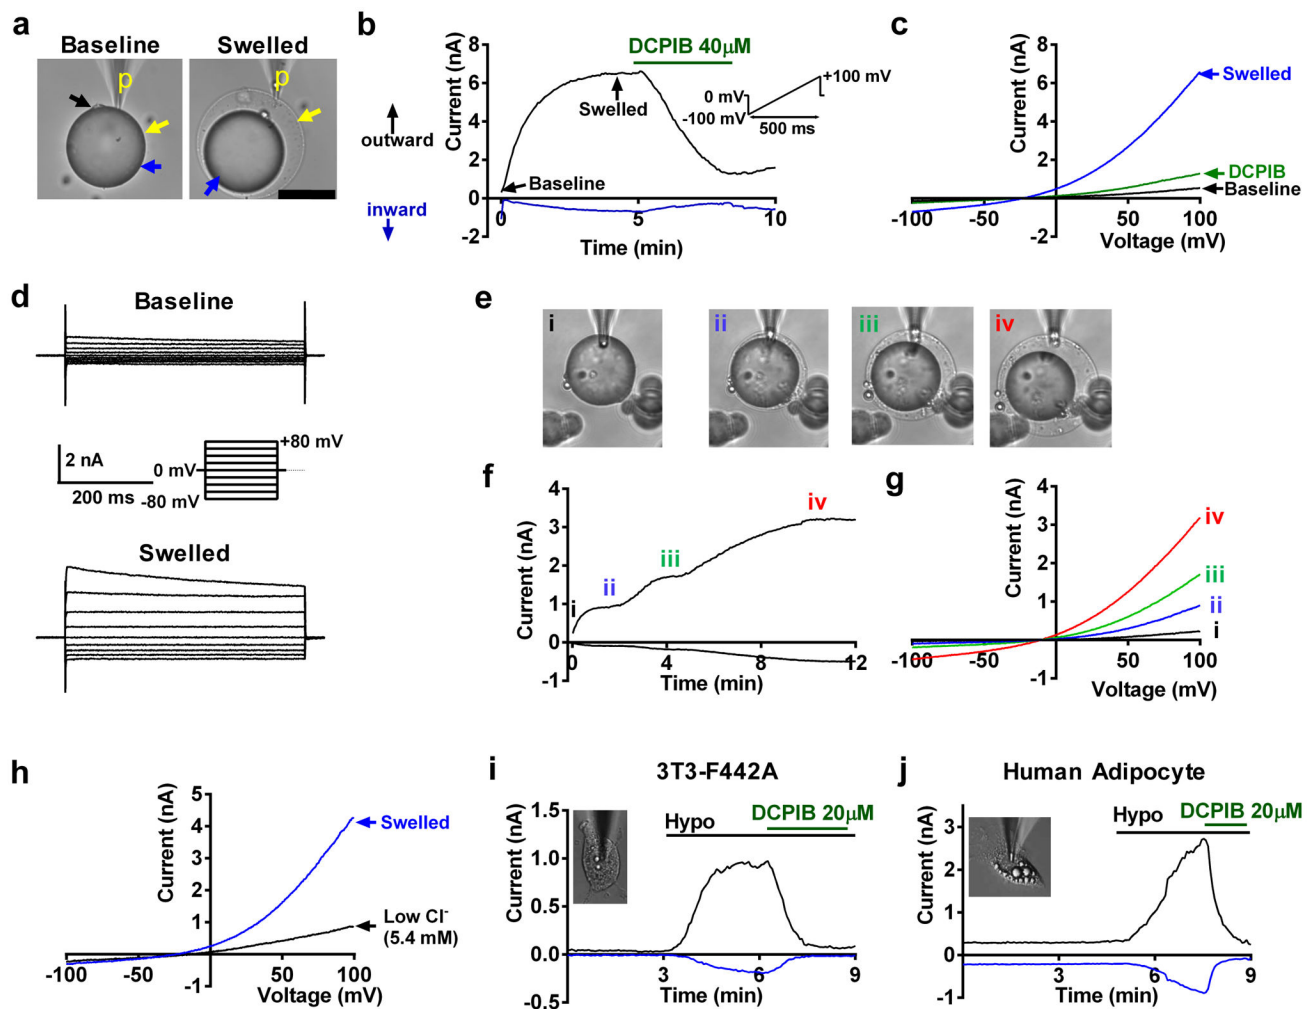 a
Baseline
Swelled
p
p
b
Current (nA)
8
6
4
2
0
-2
DCPIB 40μM
Swelled
Baseline
+100 mV
0 mV
-100 mV
500 ms
outward
inward
0
5
10
Time (min)
c
Current (nA)
8
6
4
2
-2
Swelled
DCPIB
Baseline
-100
-50
50
100
Voltage (mV)
d
Baseline
2 nA
200 ms
+80 mV
0 mV
-80 mV
Swelled
e
i
ii
iii
iv
f
Current (nA)
4
3
2
1
0
-1
i
ii
iii
iv
0
4
8
12
Time (min)
g
Current (nA)
4
3
2
1
-1
iv
iii
ii
i
-100
-50
50
100
Voltage (mV)
h
Current (nA)
5
4
3
2
1
-1
Swelled
Low Cl⁻
(5.4 mM)
-100
-50
50
100
Voltage (mV)
i
3T3-F442A
Current (nA)
1.5
1.0
0.5
0.0
-0.5
Hypo
DCPIB 20μM
3
6
9
Time (min)
j
Human Adipocyte
Current (nA)
3
2
1
0
-1
Hypo
DCPIB 20μM
3
6
9
Time (min)